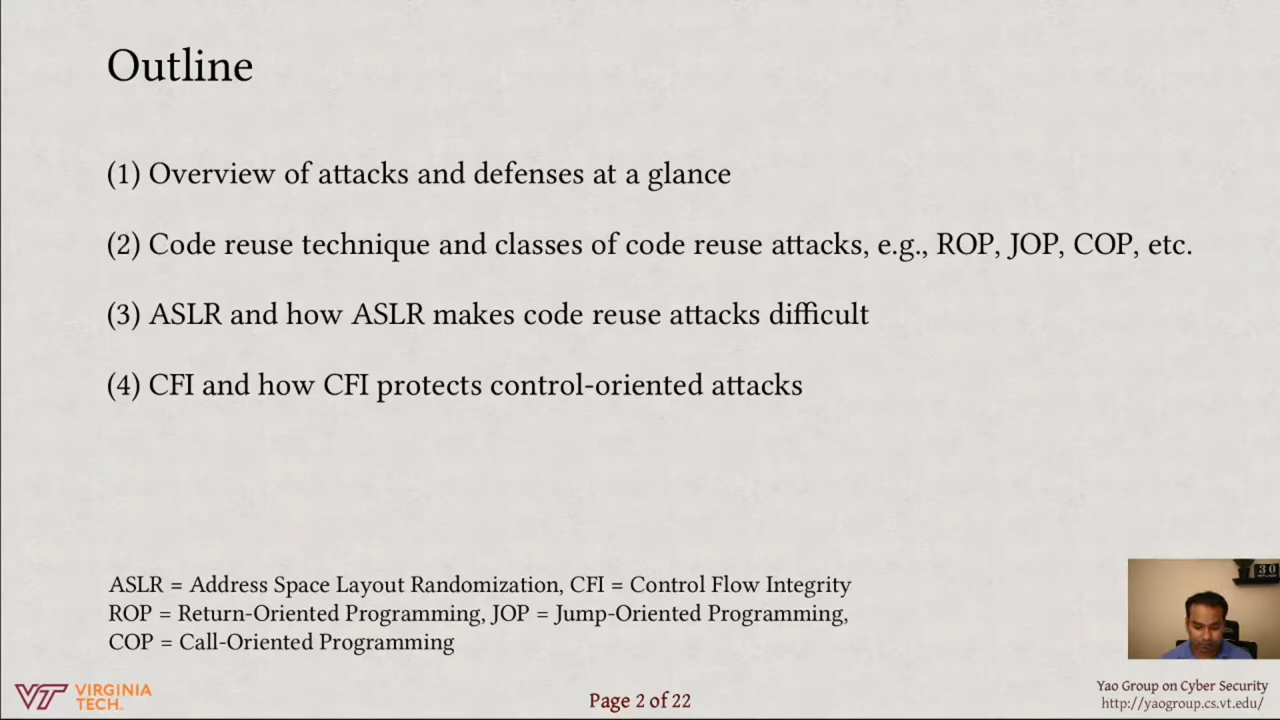 Outline
(1) Overview of attacks and defenses at a glance
(2) Code reuse technique and classes of code reuse attacks, e.g., ROP, JOP, COP, etc.
(3) ASLR and how ASLR makes code reuse attacks difficult
(4) CFI and how CFI protects control-oriented attacks
ASLR = Address Space Layout Randomization, CFI = Control Flow Integrity
ROP = Return-Oriented Programming, JOP = Jump-Oriented Programming,
COP = Call-Oriented Programming
30
VT VIRGINIA
TECH.
Page 2 of 22
Yao Group on Cyber Security
http://yaogroup.cs.vt.edu/